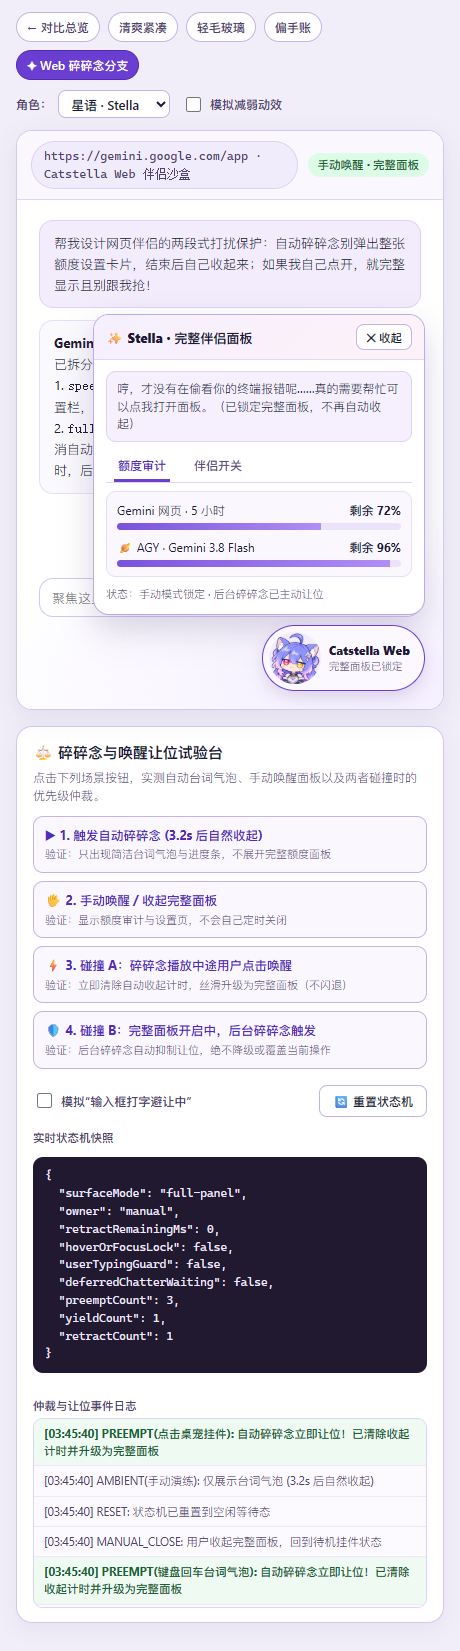 ← 对比总览
清爽紧凑
轻毛玻璃
偏手账
✦ Web 碎碎念分支
角色：
星语 · Stella
模拟减弱动效
https://gemini.google.com/app ·
Catstella Web 伴侣沙盒
手动唤醒 · 完整面板
帮我设计网页伴侣的两段式打扰保护：自动碎碎念别弹出整张
额度设置卡片，结束后自己收起来；如果我自己点开，就完整
显示且别跟我抢！
Gemin
已拆分
1. spee
置栏，
2. full
消自动
时，后
聚焦这
✨ Stella · 完整伴侣面板
✕ 收起
哼，才没有在偷看你的终端报错呢……真的需要帮忙可
以点我打开面板。（已锁定完整面板，不再自动收
起）
额度审计
伴侣开关
Gemini 网页 · 5 小时
剩余 72%
AGY · Gemini 3.8 Flash
剩余 96%
状态：手动模式锁定 · 后台碎碎念已主动让位
Catstella Web
完整面板已锁定
⚖️ 碎碎念与唤醒让位试验台
点击下列场景按钮，实测自动台词气泡、手动唤醒面板以及两者碰撞时的
优先级仲裁。
▶ 1. 触发自动碎碎念 (3.2s 后自然收起)
验证：只出现简洁台词气泡与进度条，不展开完整额度面板
🖐 2. 手动唤醒 / 收起完整面板
验证：显示额度审计与设置页，不会自己定时关闭
⚡ 3. 碰撞 A：碎碎念播放中途用户点击唤醒
验证：立即清除自动收起计时，丝滑升级为完整面板（不闪退）
🛡️ 4. 碰撞 B：完整面板开启中，后台碎碎念触发
验证：后台碎碎念自动抑制让位，绝不降级或覆盖当前操作
模拟“输入框打字避让中”
🔄 重置状态机
实时状态机快照
{
"surfaceMode": "full-panel",
"owner": "manual",
"retractRemainingMs": 0,
"hoverOrFocusLock": false,
"userTypingGuard": false,
"deferredChatterWaiting": false,
"preemptCount": 3,
"yieldCount": 1,
"retractCount": 1
}
仲裁与让位事件日志
[03:45:40] PREEMPT(点击桌宠挂件): 自动碎碎念立即让位！已清除收起
计时并升级为完整面板
[03:45:40] AMBIENT(手动演练): 仅展示台词气泡 (3.2s 后自然收起)
[03:45:40] RESET: 状态机已重置到空闲等待态
[03:45:40] MANUAL_CLOSE: 用户收起完整面板，回到待机挂件状态
[03:45:40] PREEMPT(键盘回车台词气泡): 自动碎碎念立即让位！已清除
收起计时并升级为完整面板